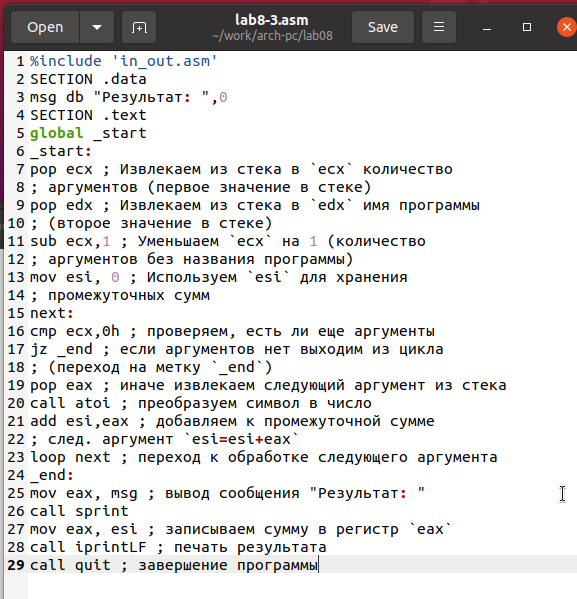 Open
lab8-3.asm
~/work/arch-pc/lab08
Save
1 %include 'in_out.asm'
2 SECTION .data
3 msg db "Результат: ",0
4 SECTION .text
5 global _start
6 _start:
7 pop ecx ; Извлекаем из стека в `ecx` количество
8 ; аргументов (первое значение в стеке)
9 pop edx ; Извлекаем из стека в `edx` имя программы
10 ; (второе значение в стеке)
11 sub ecx,1 ; Уменьшаем `ecx` на 1 (количество
12 ; аргументов без названия программы)
13 mov esi, 0 ; Используем `esi` для хранения
14 ; промежуточных сумм
15 next:
16 cmp ecx,0h ; проверяем, есть ли еще аргументы
17 jz _end ; если аргументов нет выходим из цикла
18 ; (переход на метку `_end`)
19 pop eax ; иначе извлекаем следующий аргумент из стека
20 call atoi ; преобразуем символ в число
21 add esi,eax ; добавляем к промежуточной сумме
22 ; след. аргумент `esi=esi+eax`
23 loop next ; переход к обработке следующего аргумента
24 _end:
25 mov eax, msg ; вывод сообщения "Результат: "
26 call sprint
27 mov eax, esi ; записываем сумму в регистр `eax`
28 call iprintLF ; печать результата
29 call quit ; завершение программы